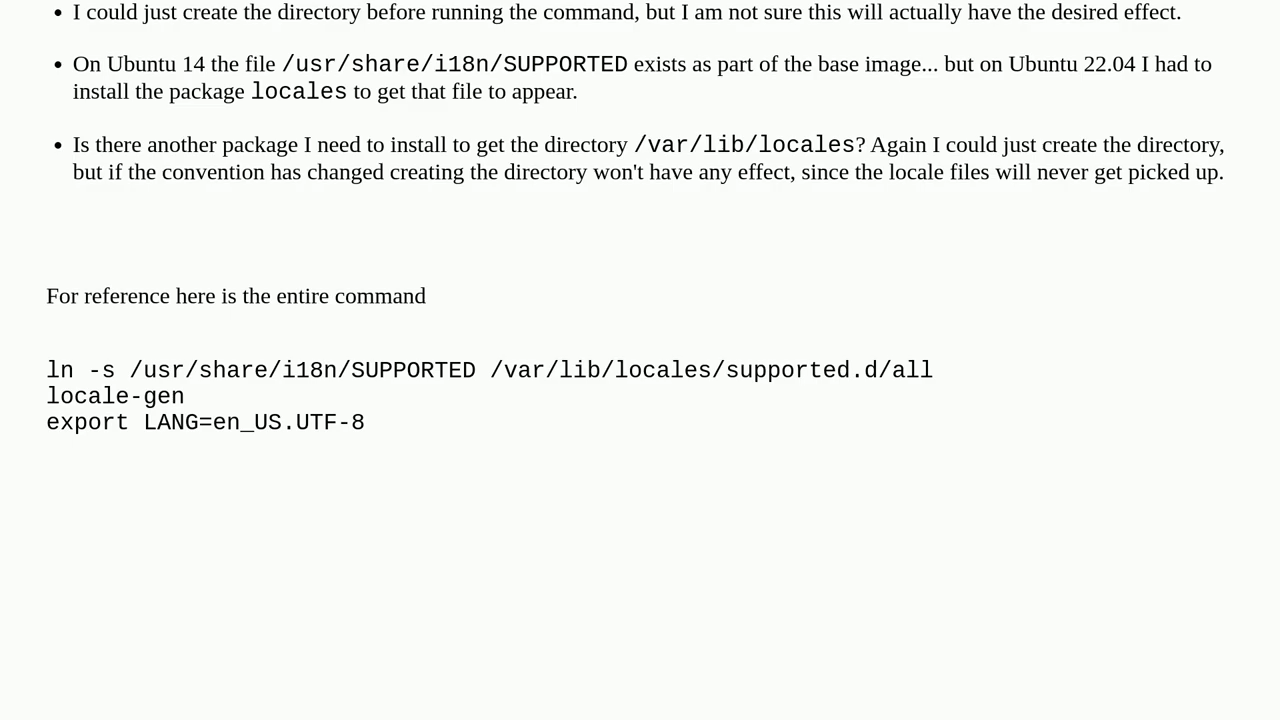 • I could just create the directory before running the command, but I am not sure this will actually have the desired effect.
• On Ubuntu 14 the file /usr/share/i18n/SUPPORTED exists as part of the base image... but on Ubuntu 22.04 I had to
install the package locales to get that file to appear.
• Is there another package I need to install to get the directory /var/lib/locales? Again I could just create the directory,
but if the convention has changed creating the directory won't have any effect, since the locale files will never get picked up.
For reference here is the entire command
ln -s /usr/share/i18n/SUPPORTED /var/lib/locales/supported.d/all
locale-gen
export LANG=en_US.UTF-8